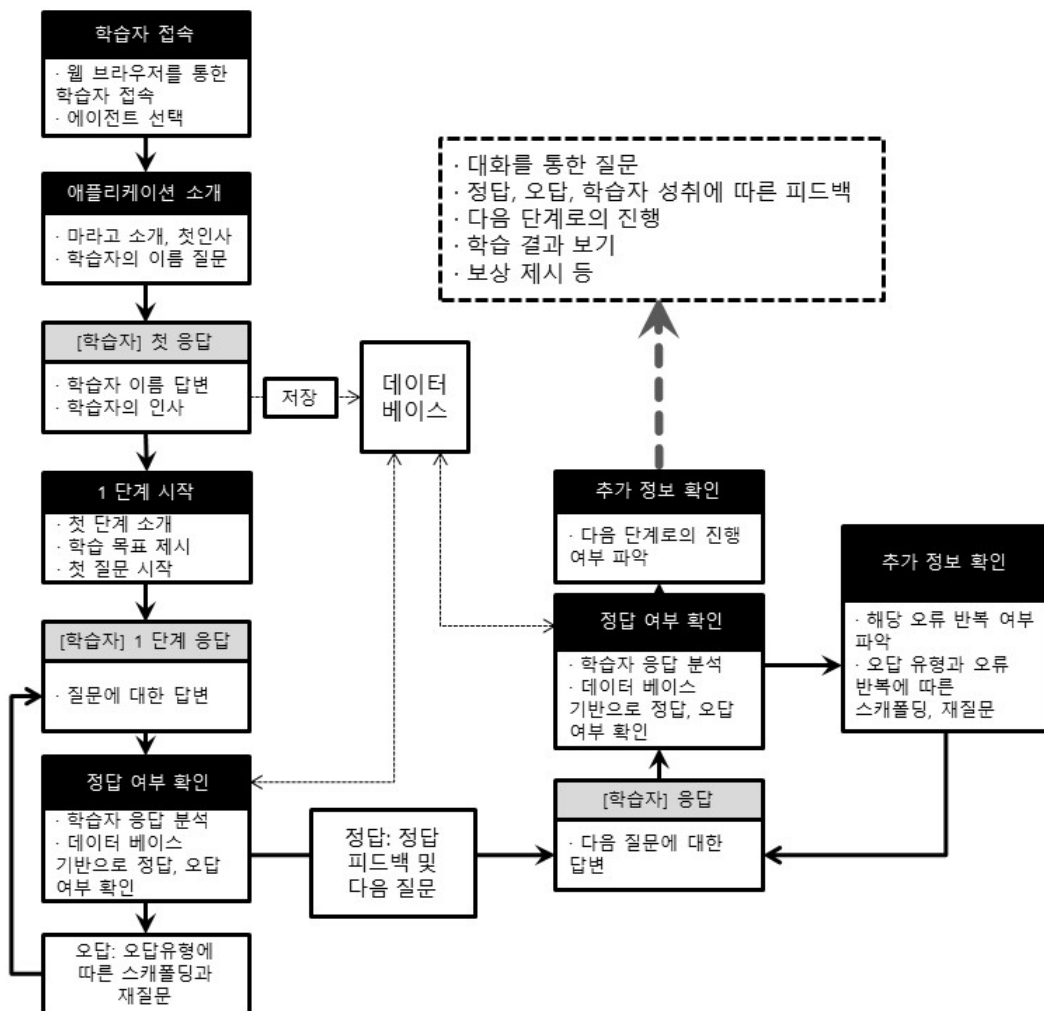 학습자 접속
· 웹 브라우저를 통한
학습자 접속
· 에이전트 선택
애플리케이션 소개
· 마라고 소개, 첫인사
· 학습자의 이름 질문
[학습자] 첫 응답
· 학습자 이름 답변
· 학습자의 인사
저장
데이터
베이스
1 단계 시작
· 첫 단계 소개
· 학습 목표 제시
· 첫 질문 시작
[학습자] 1 단계 응답
· 질문에 대한 답변
정답 여부 확인
· 학습자 응답 분석
· 데이터 베이스
기반으로 정답, 오답
여부 확인
오답: 오답유형에
따른 스캐폴딩과
재질문
정답: 정답
피드백 및
다음 질문
[학습자] 응답
· 다음 질문에 대한
답변
정답 여부 확인
· 학습자 응답 분석
· 데이터 베이스
기반으로 정답, 오답
여부 확인
추가 정보 확인
· 해당 오류 반복 여부
파악
· 오답 유형과 오류
반복에 따른
스캐폴딩, 재질문
추가 정보 확인
· 다음 단계로의 진행
여부 파악
· 대화를 통한 질문
· 정답, 오답, 학습자 성취에 따른 피드백
· 다음 단계로의 진행
· 학습 결과 보기
· 보상 제시 등